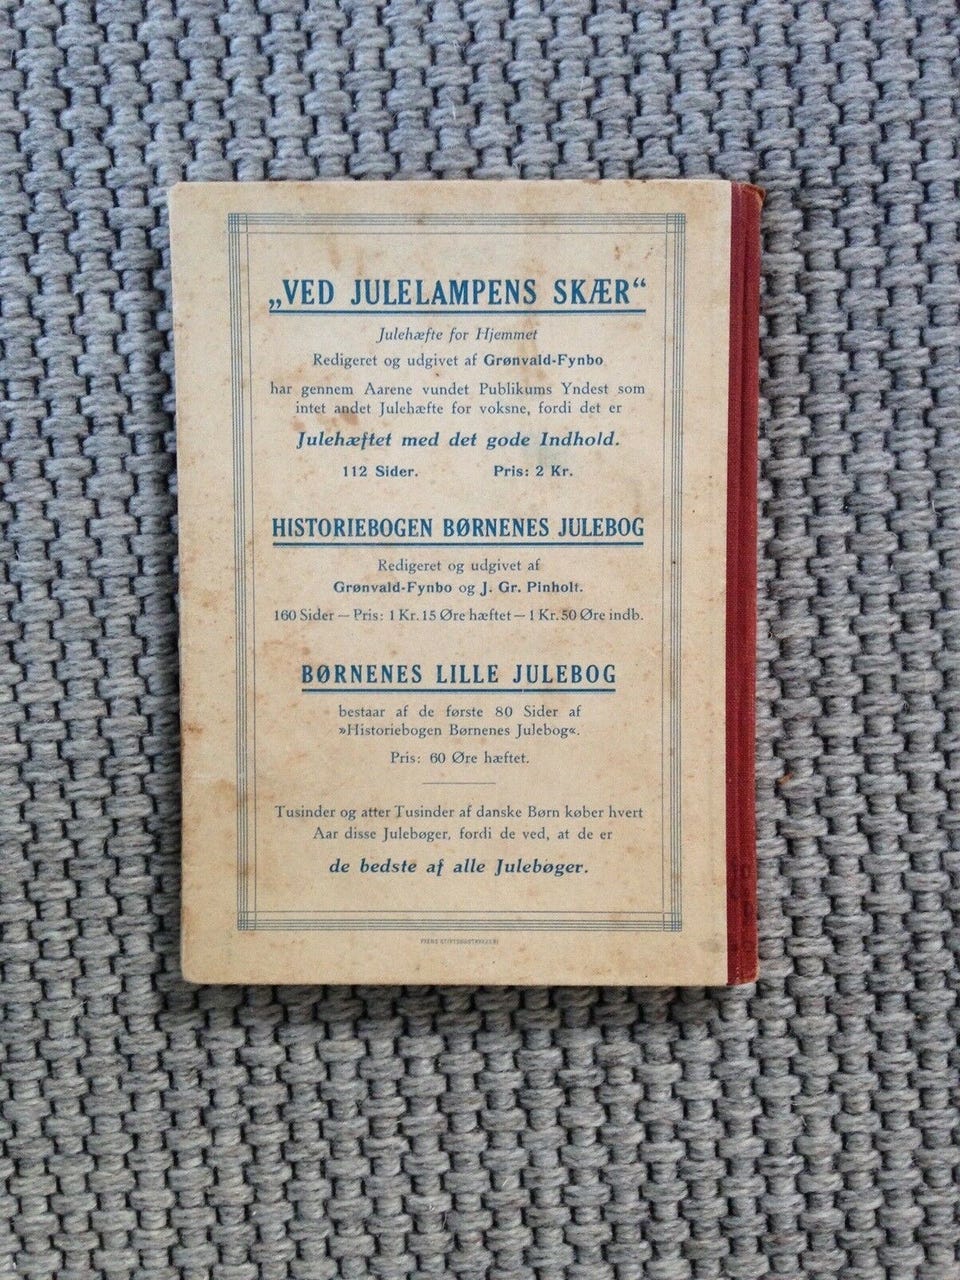 „VED JULELAMPENS SKÆR“
Julehæfte for Hjemmet
Redigeret og udgivet af Grønvald-Fynbo
har gennem Aarene vundet Publikums Yndest som
intet andet Julehæfte for voksne, fordi det er
Julehæftet med det gode Indhold.
112 Sider. Pris: 2 Kr.
HISTORIEBOGEN BØRNENES JULEBOG
Redigeret og udgivet af
Grønvald-Fynbo og J. Gr. Pinholt.
160 Sider — Pris: 1 Kr. 15 Øre hæftet — 1 Kr. 50 Øre indb.
BØRNENES LILLE JULEBOG
bestaar af de første 80 Sider af
»Historiebogen Børnenes Julebog«.
Pris: 60 Øre hæftet.
Tusinder og atter Tusinder af danske Børn køber hvert
Aar disse Julebøger, fordi de ved, at de er
de bedste af alle Julebøger.